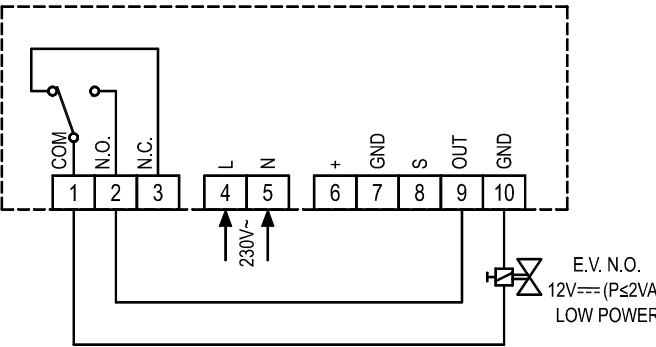 COM
N.O.
N.C.
L
N
+
GND
S
OUT
GND
1 2 3 4 5 6 7 8 9 10
230V~
E.V. N.O.
12V⎓ (P≤2VA
LOW POWER